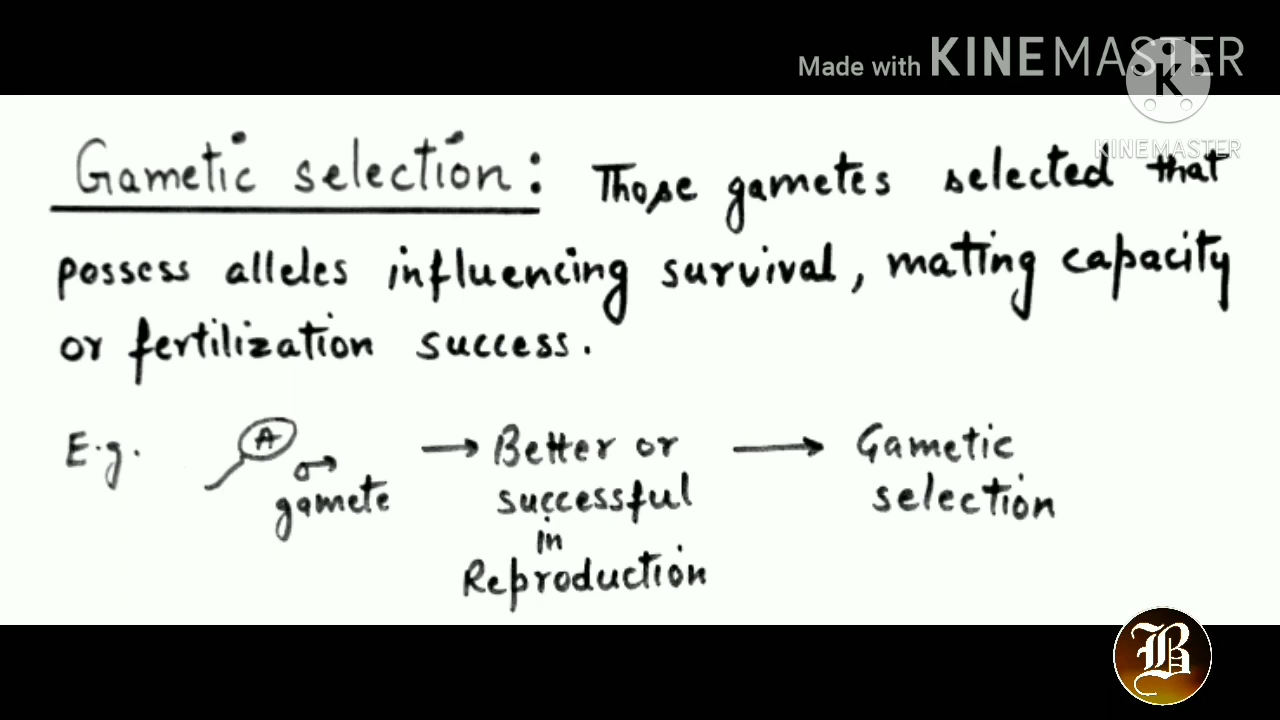 Made with KINEMASTER
K
KINEMASTER
Gametic selection: Those gametes selected that
possess alleles influencing survival, mating capacity
or fertilization success.
E.g. A ♂ gamete → Better or successful in Reproduction → Gametic selection
B